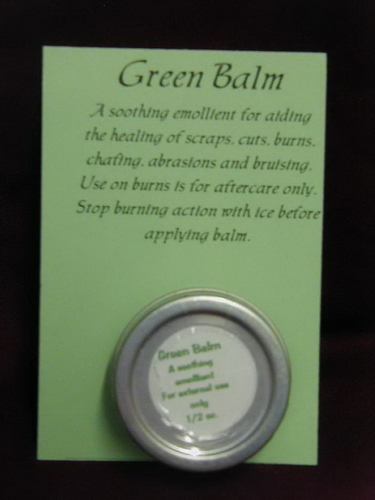 Green Balm
A soothing emollient for aiding
the healing of scraps, cuts, burns,
chafing, abrasions and bruising.
Use on burns is for aftercare only.
Stop burning action with ice before
applying balm.
Green Balm
A soothing
emollient
For external use
only
1/2 oz.